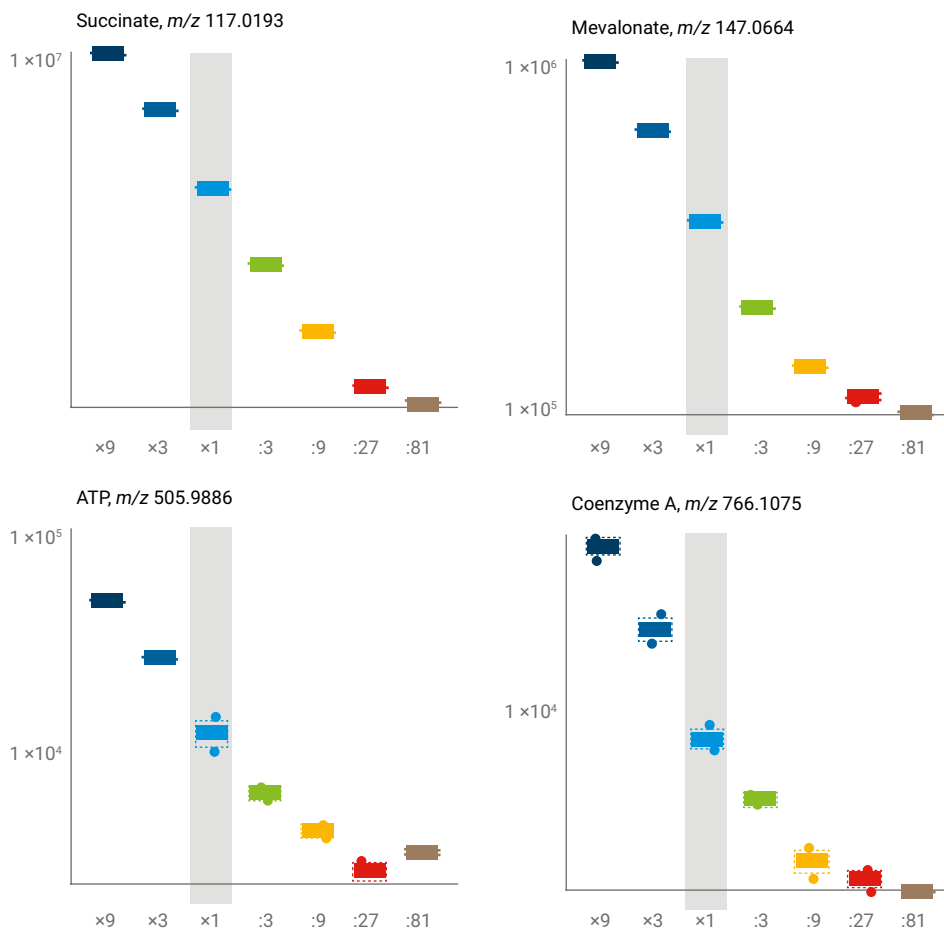 Succinate, m/z 117.0193
1 ×10⁷
×9 ×3 ×1 :3 :9 :27 :81
Mevalonate, m/z 147.0664
1 ×10⁶
1 ×10⁵
×9 ×3 ×1 :3 :9 :27 :81
ATP, m/z 505.9886
1 ×10⁵
1 ×10⁴
×9 ×3 ×1 :3 :9 :27 :81
Coenzyme A, m/z 766.1075
1 ×10⁴
×9 ×3 ×1 :3 :9 :27 :81